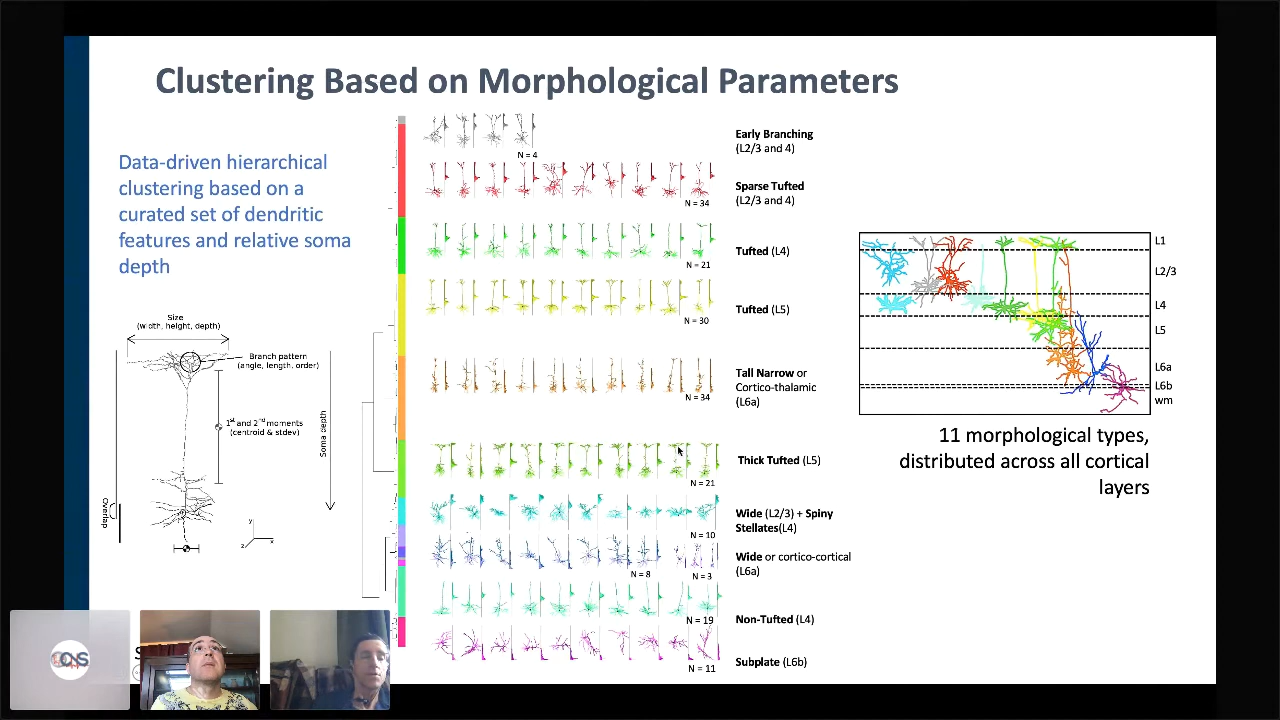 Clustering Based on Morphological Parameters
Data-driven hierarchical
clustering based on a
curated set of dendritic
features and relative soma
depth
Size
(width, height, depth)
Branch pattern
(angle, length, order)
1st and 2nd moments
(centroid & stdev)
Soma depth
Overlap
y
z
x
N = 4
N = 34
N = 21
N = 30
N = 34
N = 21
N = 10
N = 8
N = 3
N = 19
N = 11
Early Branching
(L2/3 and 4)
Sparse Tufted
(L2/3 and 4)
Tufted (L4)
Tufted (L5)
Tall Narrow or
Cortico-thalamic
(L6a)
Thick Tufted (L5)
Wide (L2/3) + Spiny
Stellates(L4)
Wide or cortico-cortical
(L6a)
Non-Tufted (L4)
Subplate (L6b)
L1
L2/3
L4
L5
L6a
L6b
wm
11 morphological types,
distributed across all cortical
layers